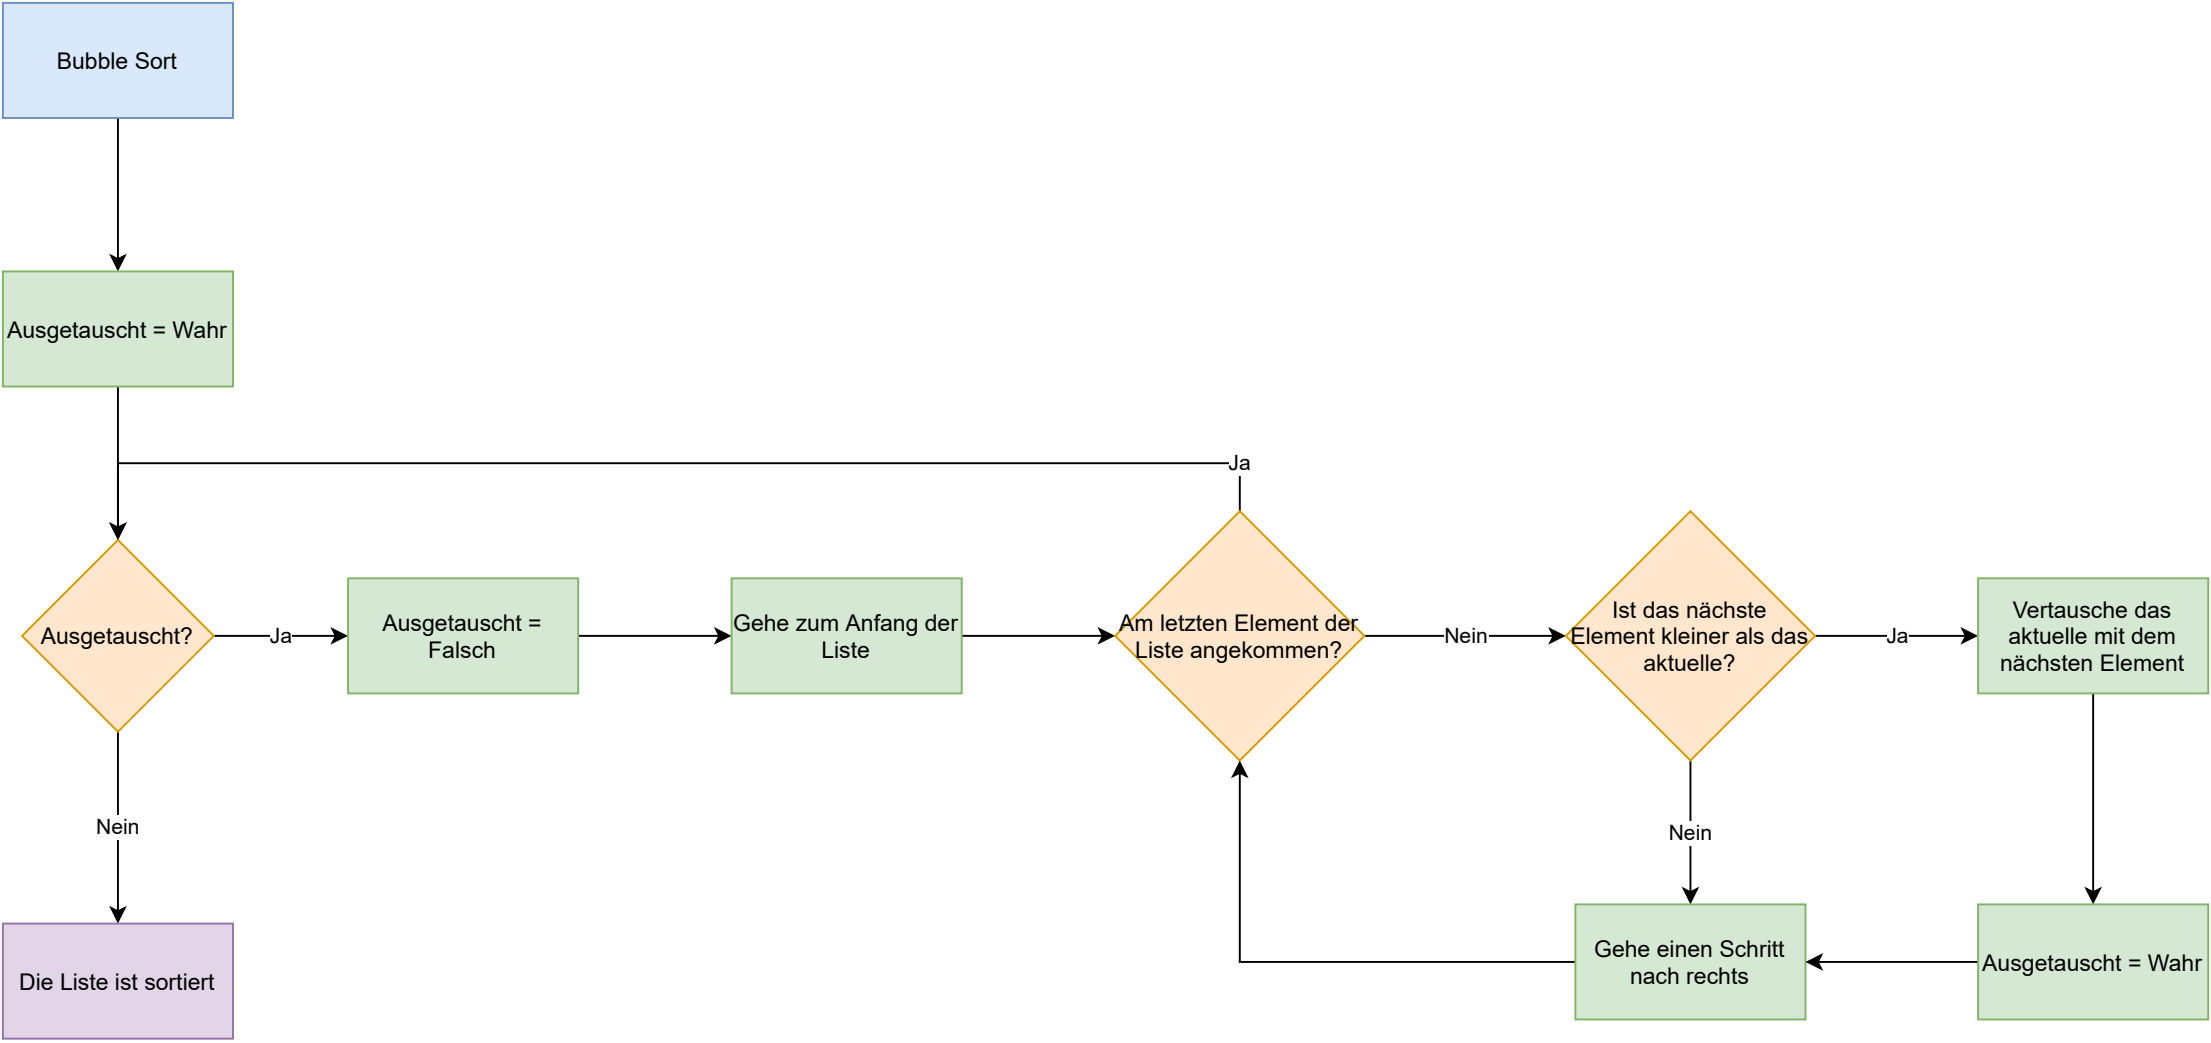 Bubble Sort
Ausgetauscht = Wahr
Ja
Ausgetauscht?
Ja
Ausgetauscht =
Falsch
Gehe zum Anfang der
Liste
Am letzten Element der
Liste angekommen?
Nein
Ist das nächste
Element kleiner als das
aktuelle?
Ja
Vertausche das
aktuelle mit dem
nächsten Element
Nein
Nein
Die Liste ist sortiert
Gehe einen Schritt
nach rechts
Ausgetauscht = Wahr